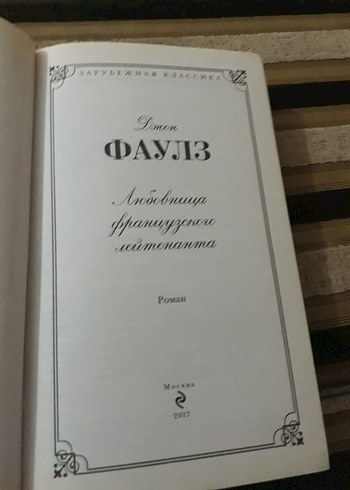 ЗАРУБЕЖНАЯ КЛАССИКА
Джон
ФАУЛЗ
Любовница
французского
лейтенанта
Роман
Москва
2017